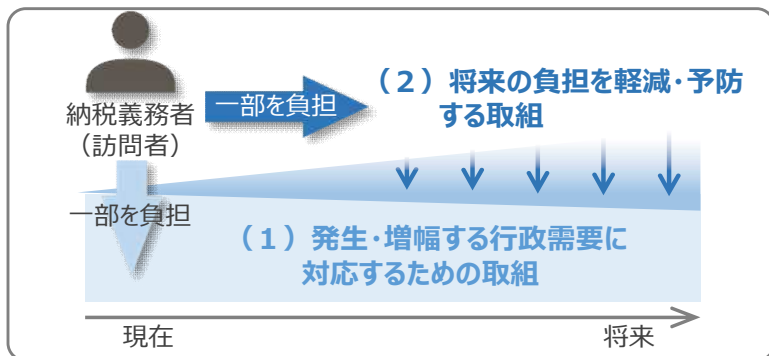 納税義務者
（訪問者）
一部を負担
（２）将来の負担を軽減・予防
する取組
一部を負担
（１）発生・増幅する行政需要に
対応するための取組
現在
将来